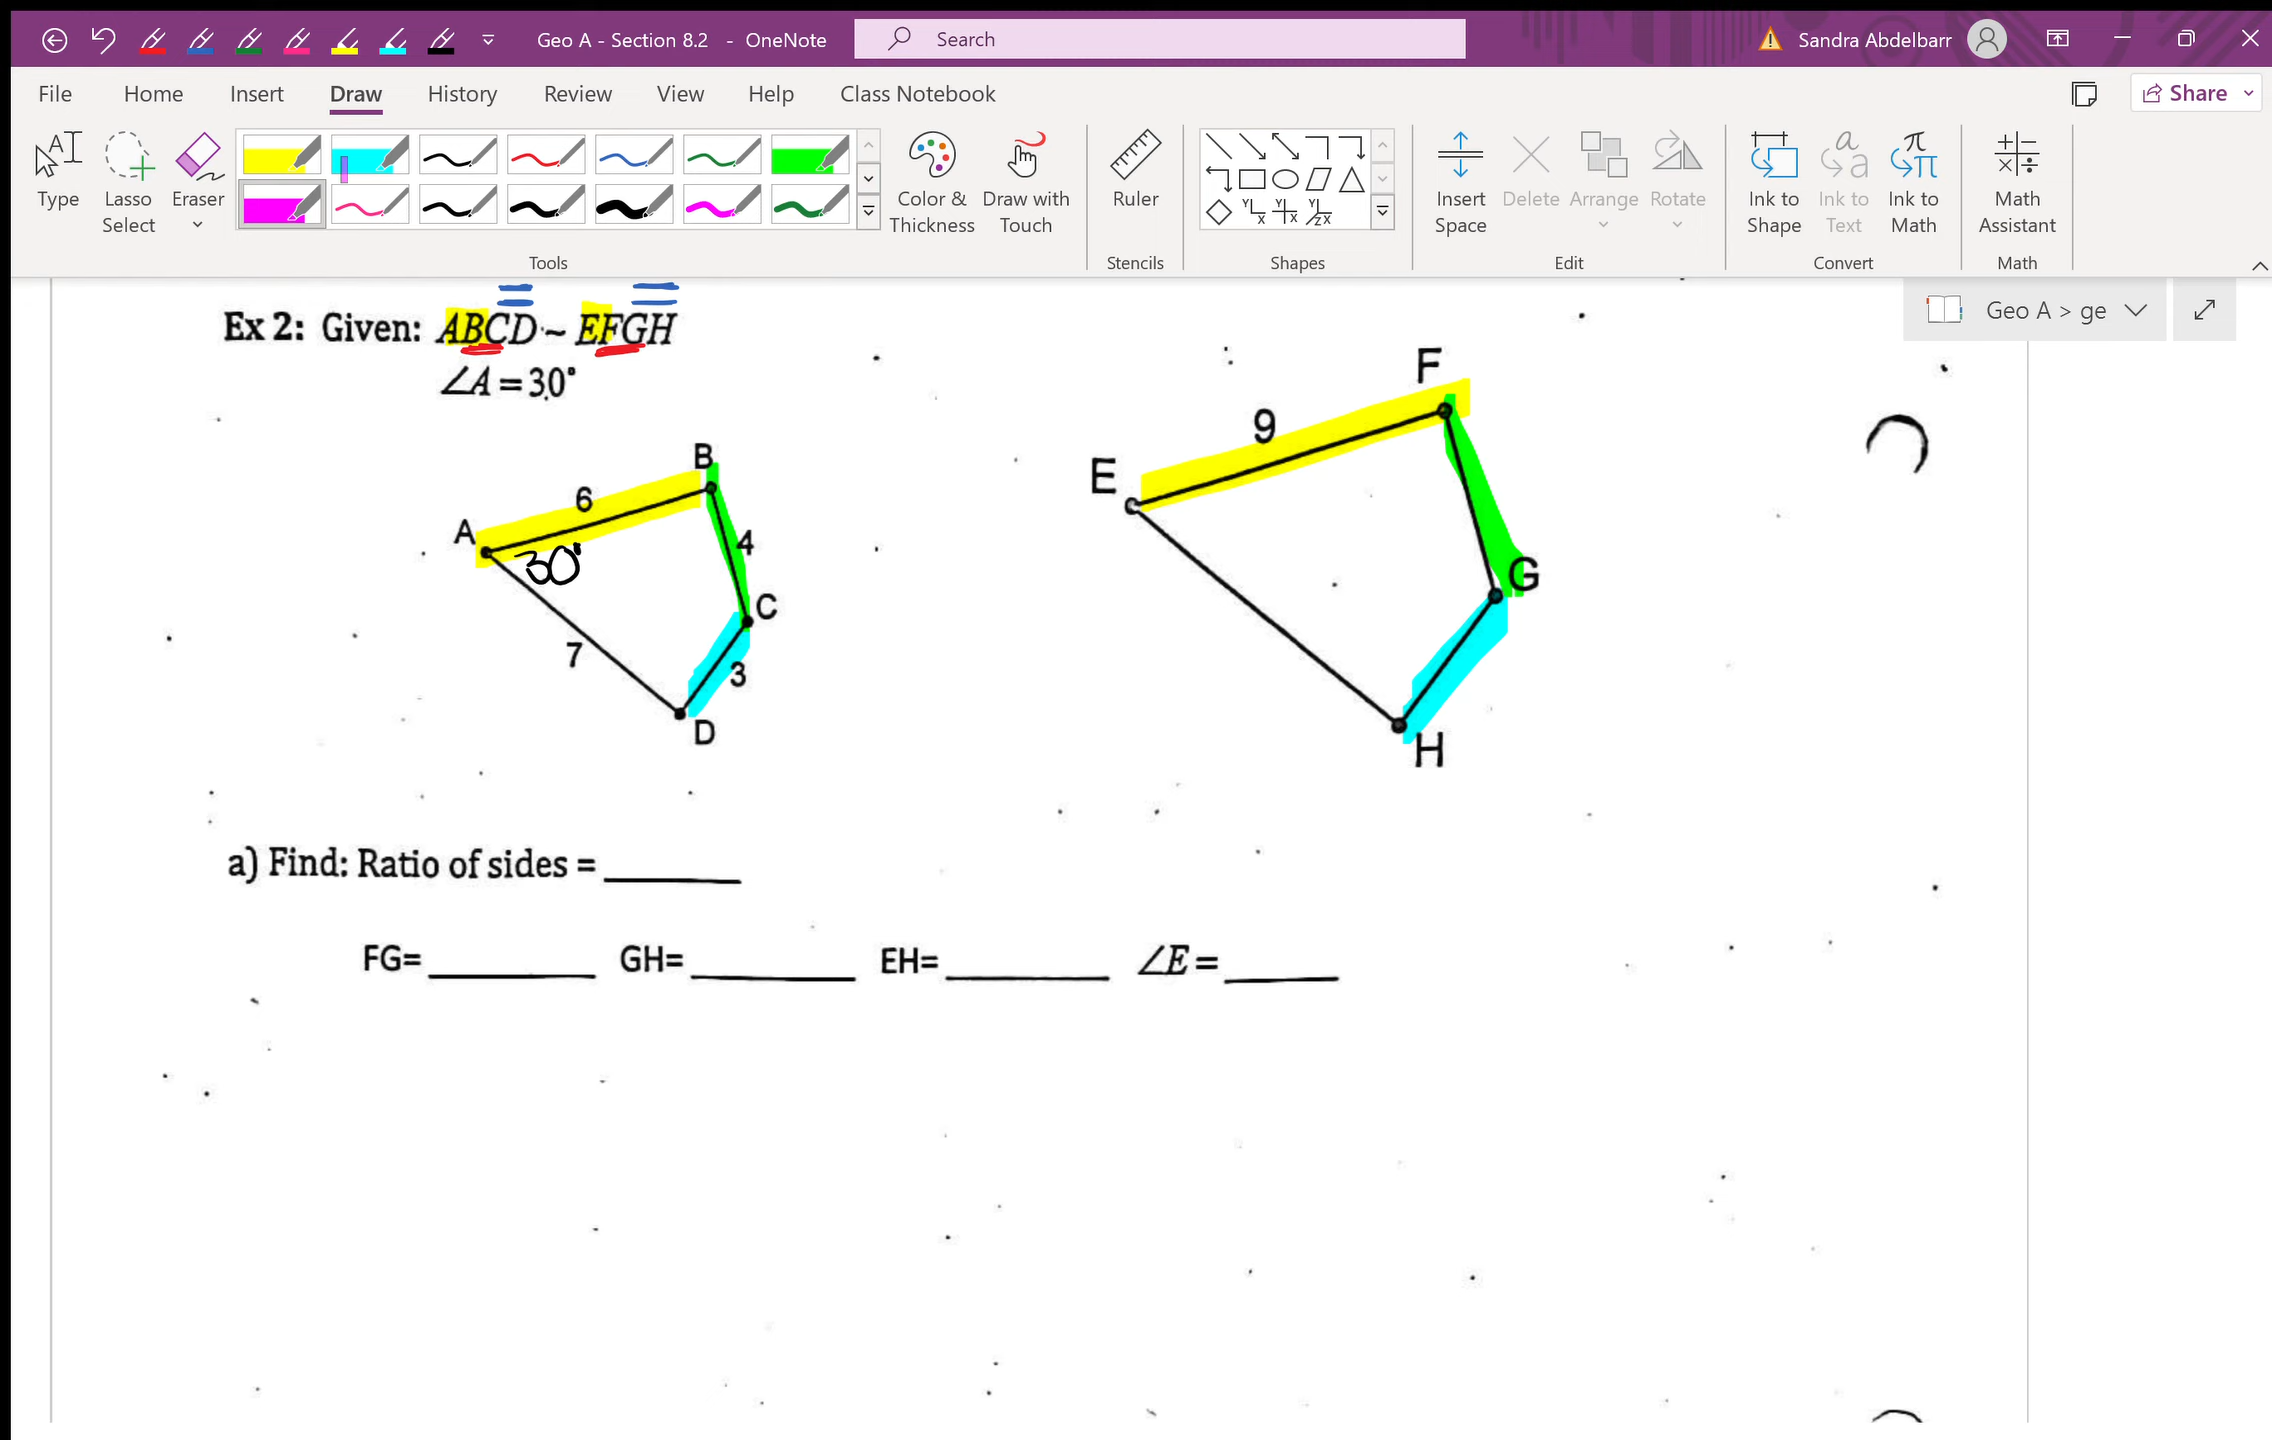 Geo A - Section 8.2 - OneNote
Search
Sandra Abdelbarr
File Home Insert Draw History Review View Help Class Notebook Share
Type
Lasso Select
Eraser
Color & Thickness
Draw with Touch
Ruler
Insert Space
Delete
Arrange
Rotate
Ink to Shape
Ink to Text
Ink to Math
Math Assistant
Tools Stencils Shapes Edit Convert Math
Geo A > ge
Ex 2: Given: ABCD ~ EFGH
∠A = 30°
F
9
E
B
6
A
30°
4
C
G
7
3
D
H
a) Find: Ratio of sides = ______
FG= ______ GH= ______ EH= ______ ∠E = ______